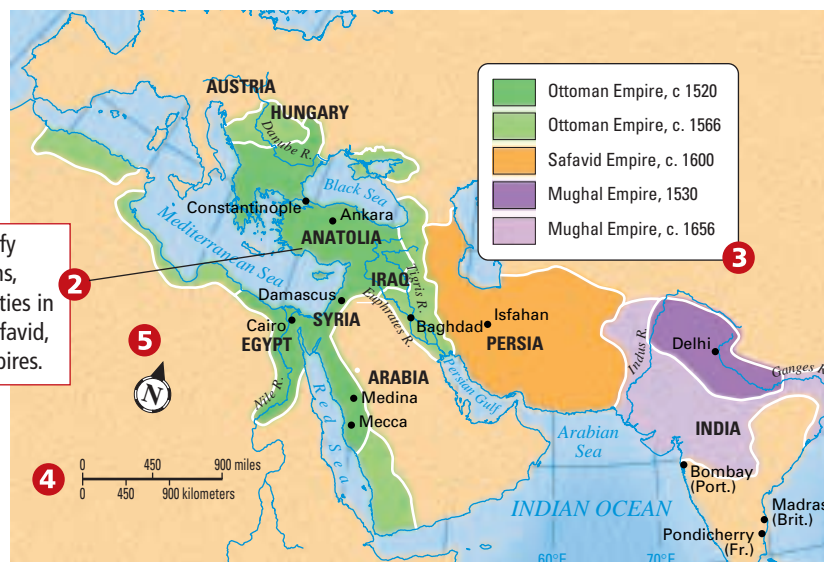 AUSTRIA
HUNGARY
Danube R.
Black Sea
Constantinople
Ankara
ANATOLIA
Mediterranean Sea
IRAQ
Tigris R.
Damascus
SYRIA
Euphrates R.
Baghdad
Isfahan
PERSIA
Cairo
EGYPT
Nile R.
ARABIA
Persian Gulf
Medina
Mecca
Red Sea
Arabian
Sea
Indus R.
Delhi
Ganges R
INDIA
Bombay
(Port.)
Madras
(Brit.)
Pondicherry
(Fr.)
INDIAN OCEAN
60°E
70°E
Ottoman Empire, c 1520
Ottoman Empire, c. 1566
Safavid Empire, c. 1600
Mughal Empire, 1530
Mughal Empire, c. 1656
3
fy
ns,
ties in
afavid,
pires.
2
5
N
4
0 450 900 miles
0 450 900 kilometers